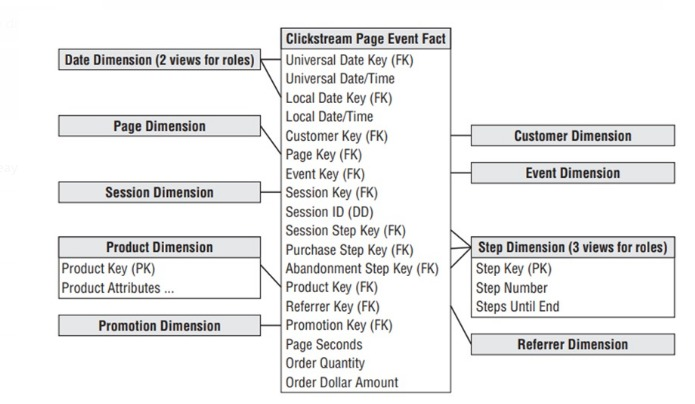 Clickstream Page Event Fact
Universal Date Key (FK)
Universal Date/Time
Local Date Key (FK)
Local Date/Time
Customer Key (FK)
Page Key (FK)
Event Key (FK)
Session Key (FK)
Session ID (DD)
Session Step Key (FK)
Purchase Step Key (FK)
Abandonment Step Key (FK)
Product Key (FK)
Referrer Key (FK)
Promotion Key (FK)
Page Seconds
Order Quantity
Order Dollar Amount
Date Dimension (2 views for roles)
Page Dimension
Session Dimension
Product Dimension
Product Key (PK)
Product Attributes ...
Promotion Dimension
Customer Dimension
Event Dimension
Step Dimension (3 views for roles)
Step Key (PK)
Step Number
Steps Until End
Referrer Dimension